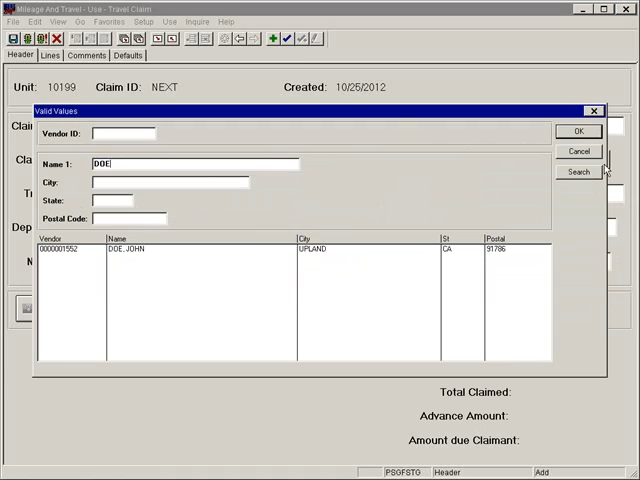 Mileage And Travel - Use - Travel Claim
File Edit View Go Favorites Setup Use Inquire Help
Header Lines Comments Defaults
Unit: 10199 Claim ID: NEXT Created: 10/25/2012
Valid Values
Vendor ID:
OK
Cancel
Search
Name 1: DOE
City:
State:
Postal Code:
Vendor Name City St Postal
0000001552 DOE,JOHN UPLAND CA 91786
Total Claimed:
Advance Amount:
Amount due Claimant:
PSGFSTG Header Add